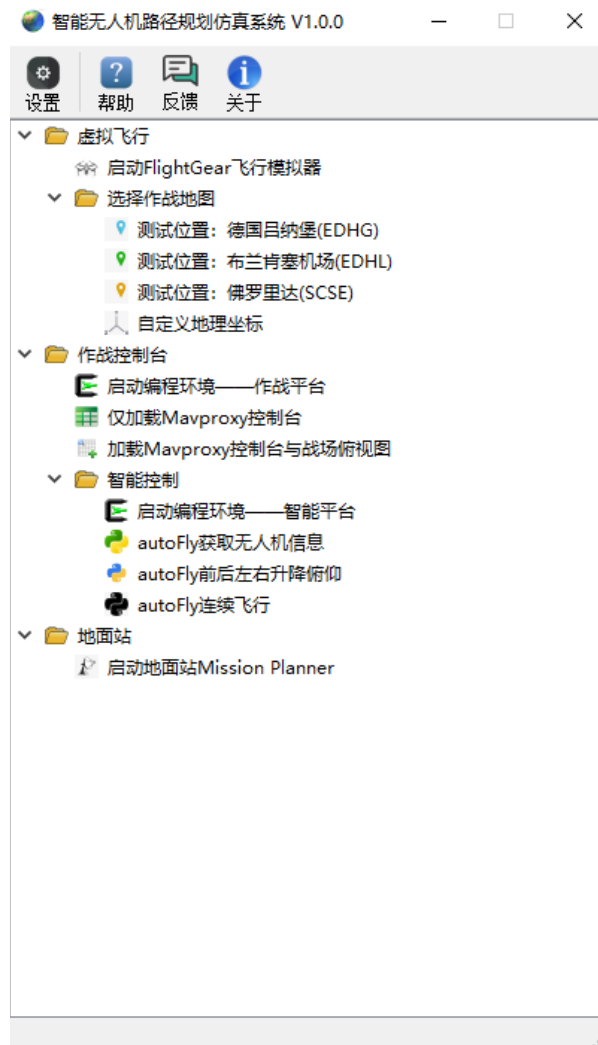 智能无人机路径规划仿真系统 V1.0.0
设置 帮助 反馈 关于
虚拟飞行
启动FlightGear飞行模拟器
选择作战地图
测试位置：德国吕纳堡(EDHG)
测试位置：布兰肯塞机场(EDHL)
测试位置：佛罗里达(SCSE)
自定义地理坐标
作战控制台
启动编程环境——作战平台
仅加载Mavproxy控制台
加载Mavproxy控制台与战场俯视图
智能控制
启动编程环境——智能平台
autoFly获取无人机信息
autoFly前后左右升降俯仰
autoFly连续飞行
地面站
启动地面站Mission Planner